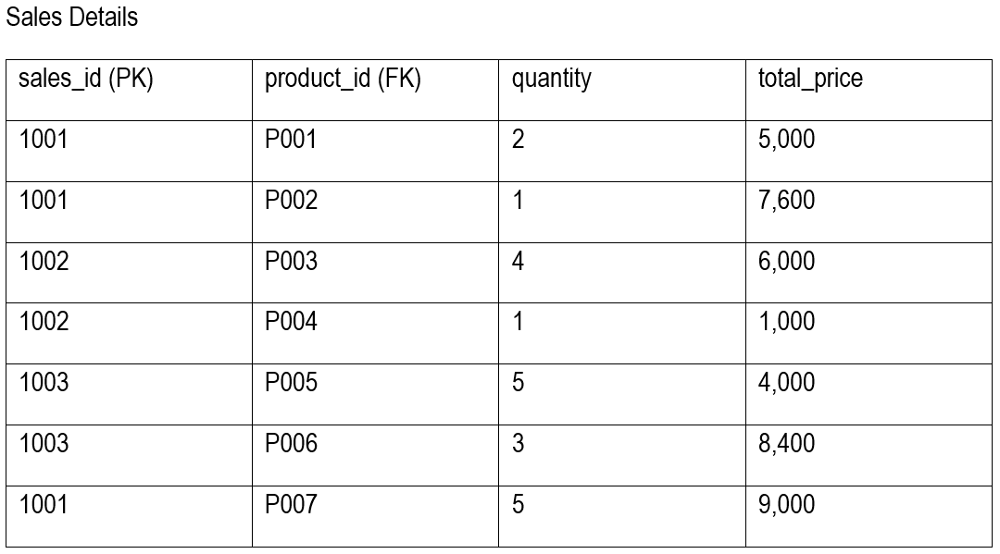 Sales Details
sales_id (PK) product_id (FK) quantity total_price
1001 P001 2 5,000
1001 P002 1 7,600
1002 P003 4 6,000
1002 P004 1 1,000
1003 P005 5 4,000
1003 P006 3 8,400
1001 P007 5 9,000